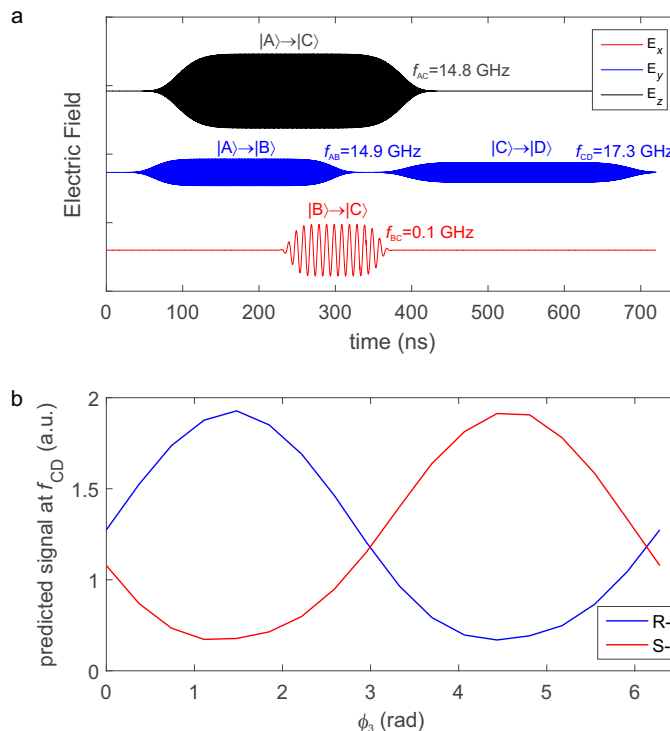 a
|A⟩→|C⟩
f_AC=14.8 GHz
E_x
E_y
E_z
|A⟩→|B⟩
f_AB=14.9 GHz
|C⟩→|D⟩
f_CD=17.3 GHz
|B⟩→|C⟩
f_BC=0.1 GHz
Electric Field
0 100 200 300 400 500 600 700
time (ns)
b
2
1.5
1
0.5
0
predicted signal at f_CD (a.u.)
R-
S-
0 1 2 3 4 5 6
ϕ_3 (rad)